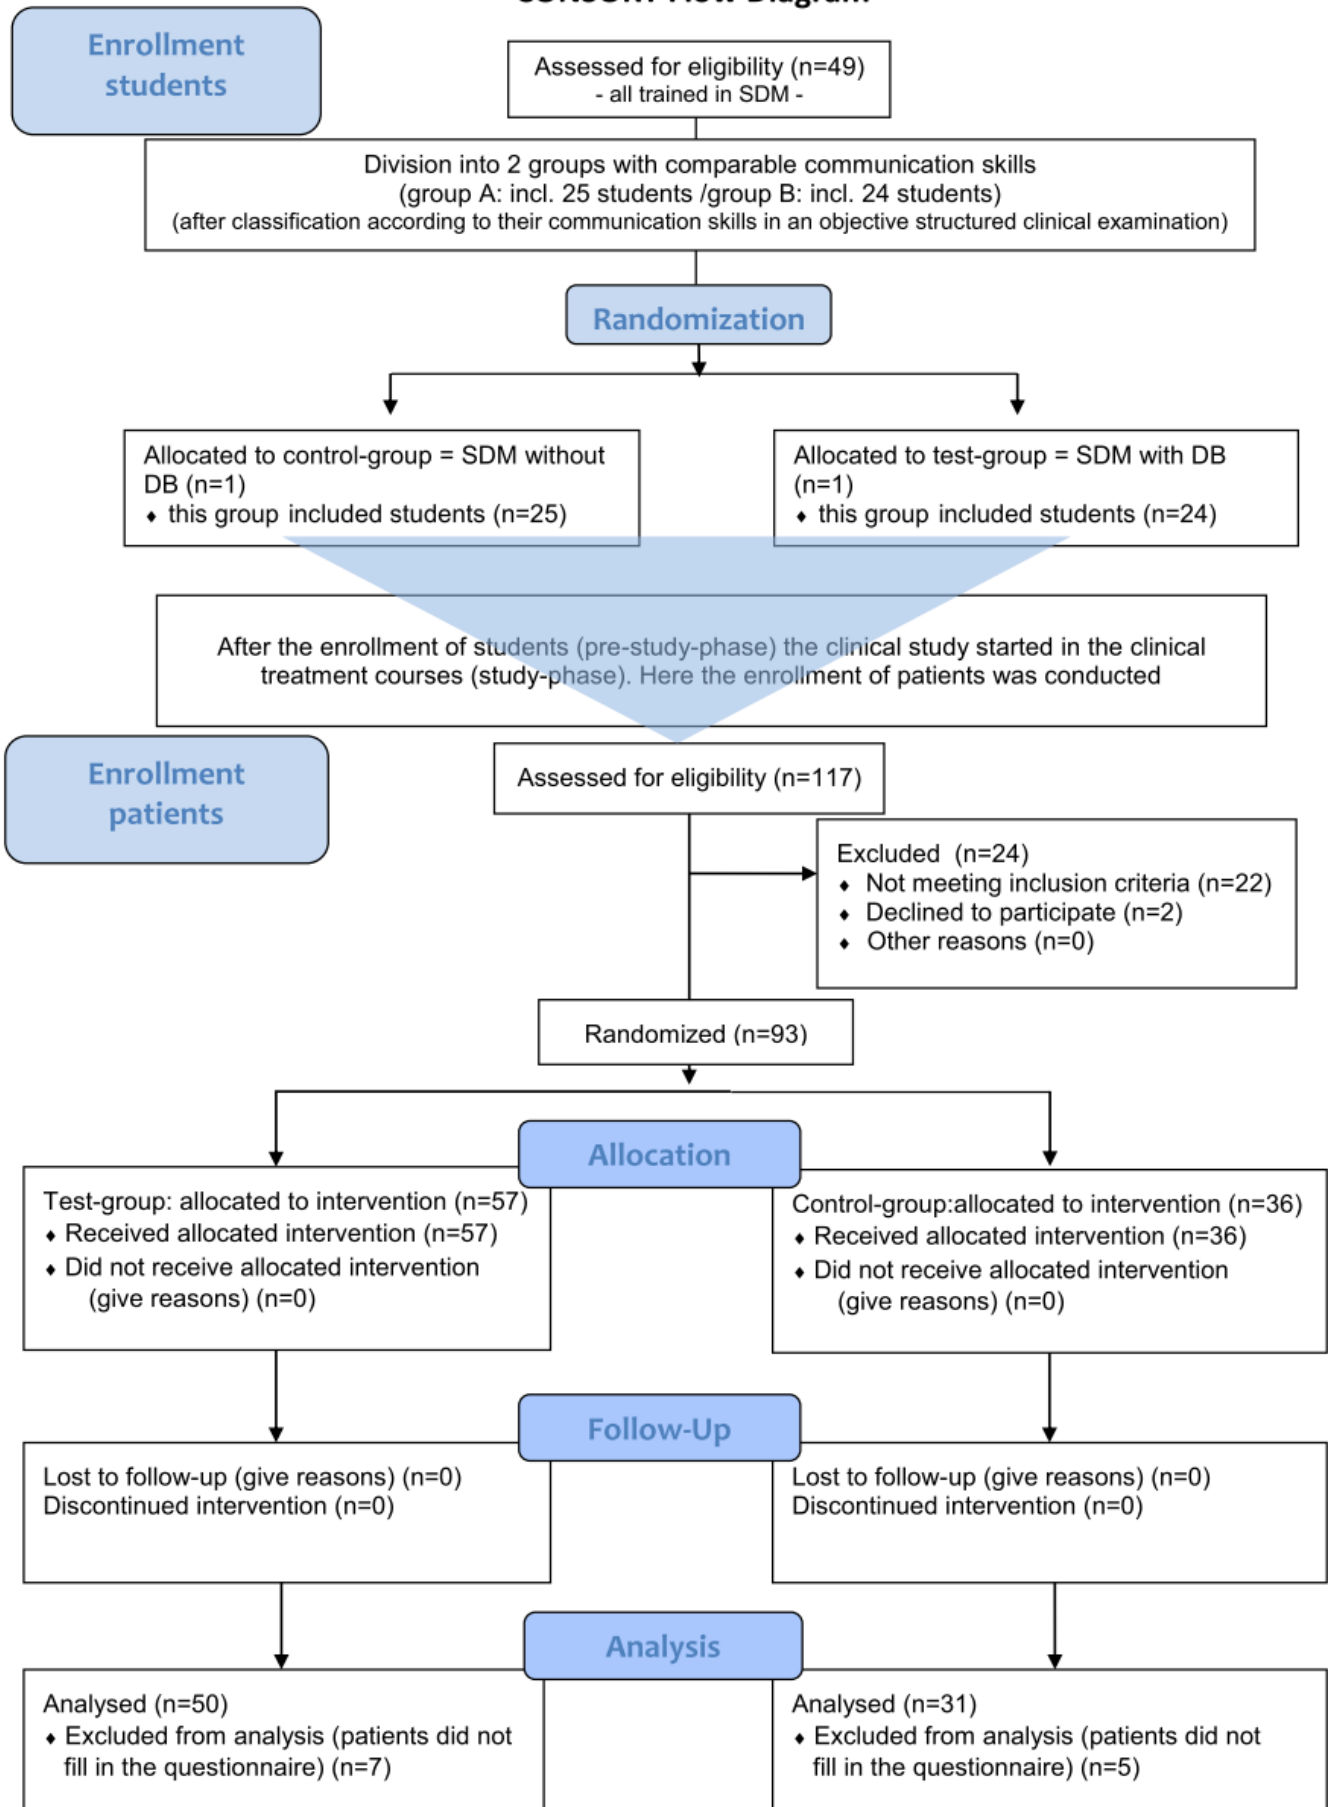 CONSORT Flow Diagram
Enrollment
students
Assessed for eligibility (n=49)
- all trained in SDM -
Division into 2 groups with comparable communication skills
(group A: incl. 25 students /group B: incl. 24 students)
(after classification according to their communication skills in an objective structured clinical examination)
Randomization
Allocated to control-group = SDM without
DB (n=1)
♦ this group included students (n=25)
Allocated to test-group = SDM with DB
(n=1)
♦ this group included students (n=24)
After the enrollment of students (pre-study-phase) the clinical study started in the clinical
treatment courses (study-phase). Here the enrollment of patients was conducted
Enrollment
patients
Assessed for eligibility (n=117)
Excluded (n=24)
♦ Not meeting inclusion criteria (n=22)
♦ Declined to participate (n=2)
♦ Other reasons (n=0)
Randomized (n=93)
Allocation
Test-group: allocated to intervention (n=57)
♦ Received allocated intervention (n=57)
♦ Did not receive allocated intervention
(give reasons) (n=0)
Control-group:allocated to intervention (n=36)
♦ Received allocated intervention (n=36)
♦ Did not receive allocated intervention
(give reasons) (n=0)
Follow-Up
Lost to follow-up (give reasons) (n=0)
Discontinued intervention (n=0)
Lost to follow-up (give reasons) (n=0)
Discontinued intervention (n=0)
Analysis
Analysed (n=50)
♦ Excluded from analysis (patients did not
fill in the questionnaire) (n=7)
Analysed (n=31)
♦ Excluded from analysis (patients did not
fill in the questionnaire) (n=5)